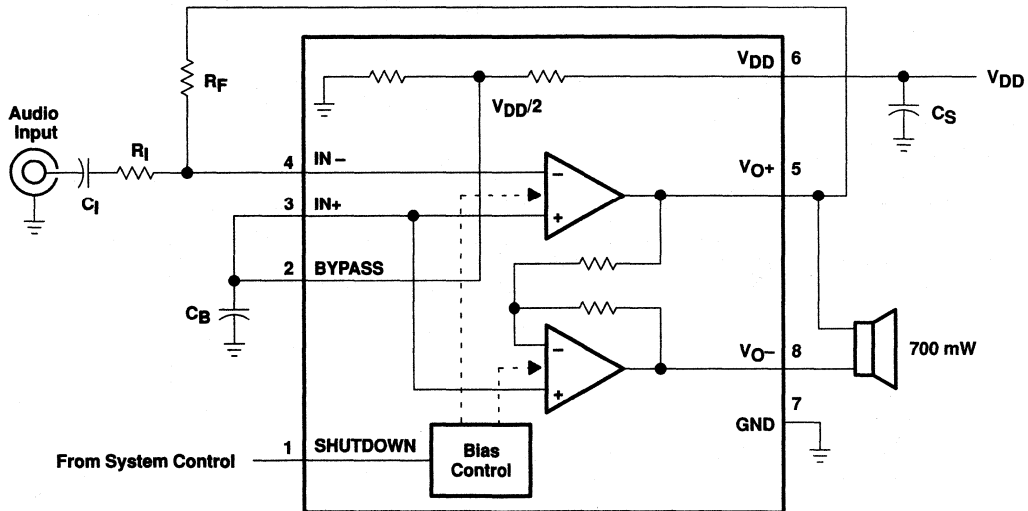 VDD 6
VDD
RF
VDD/2
CS
Audio
Input
RI
CI
4 IN –
VO+ 5
3 IN+
2 BYPASS
CB
–
+
–
+
VO– 8
700 mW
7
GND
1 SHUTDOWN
From System Control
Bias
Control